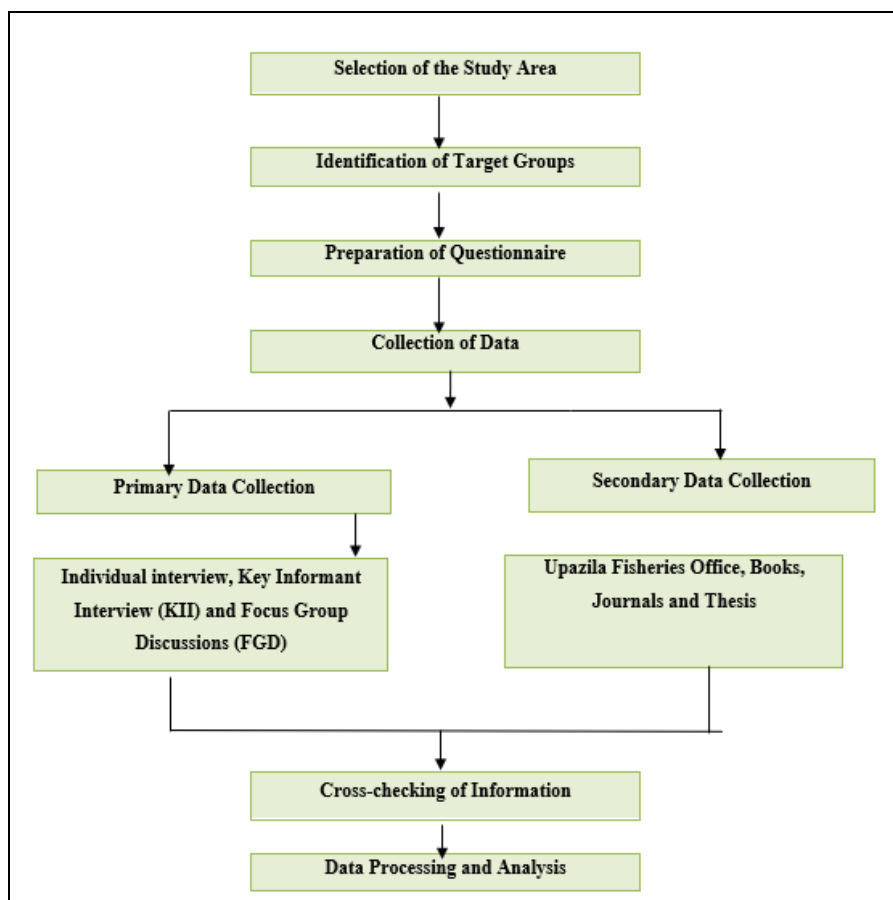 Selection of the Study Area
Identification of Target Groups
Preparation of Questionnaire
Collection of Data
Primary Data Collection
Secondary Data Collection
Individual interview, Key Informant
Interview (KII) and Focus Group
Discussions (FGD)
Upazila Fisheries Office, Books,
Journals and Thesis
Cross-checking of Information
Data Processing and Analysis